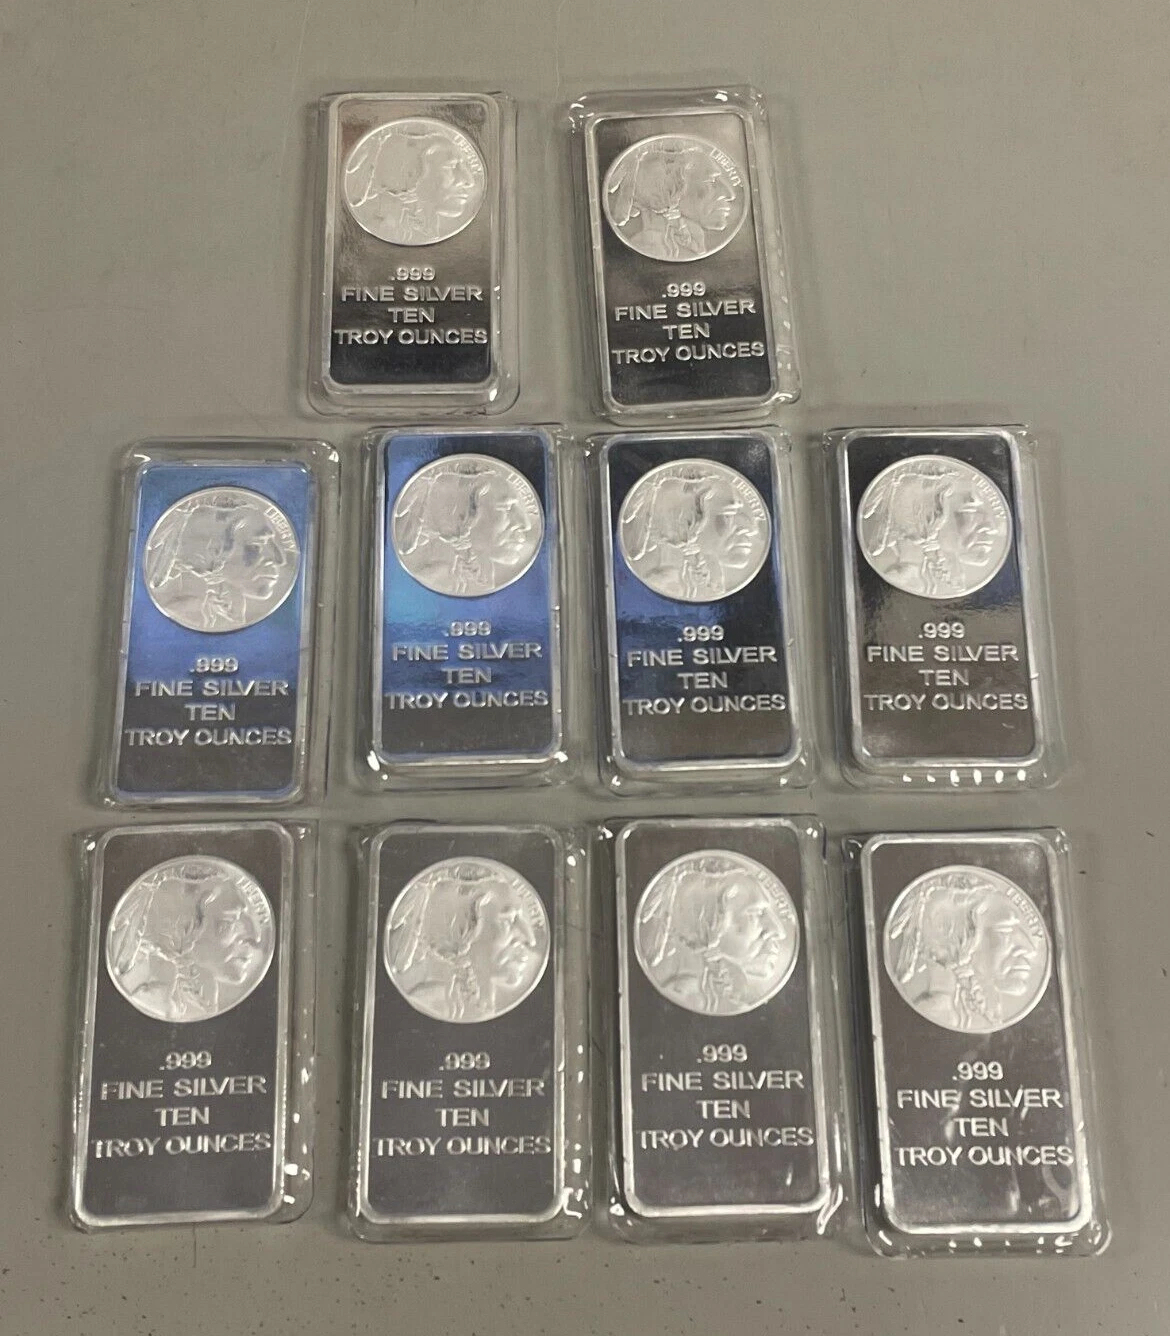 LIBERTY
.999
FINE SILVER
TEN
TROY OUNCES
LIBERTY
.999
FINE SILVER
TEN
TROY OUNCES
LIBERTY
.999
FINE SILVER
TEN
TROY OUNCES
LIBERTY
.999
FINE SILVER
TEN
TROY OUNCES
LIBERTY
.999
FINE SILVER
TEN
TROY OUNCES
LIBERTY
.999
FINE SILVER
TEN
TROY OUNCES
LIBERTY
.999
FINE SILVER
TEN
TROY OUNCES
LIBERTY
.999
FINE SILVER
TEN
TROY OUNCES
LIBERTY
.999
FINE SILVER
TEN
TROY OUNCES
LIBERTY
.999
FINE SILVER
TEN
TROY OUNCES